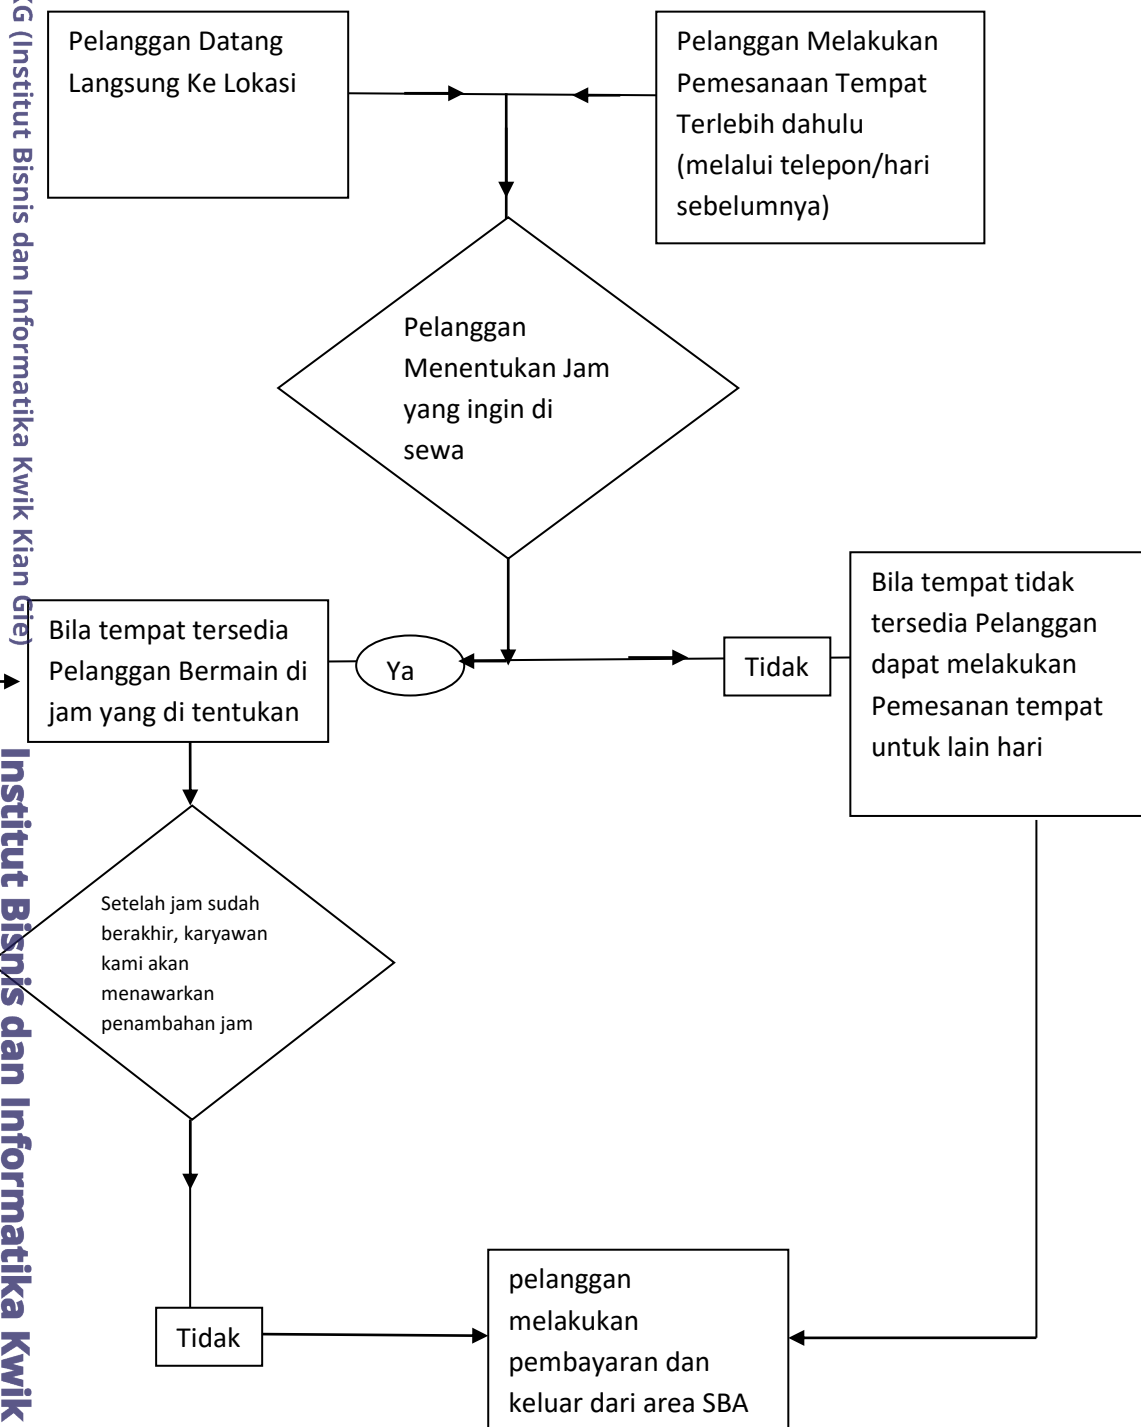 Pelanggan Datang
Langsung Ke Lokasi
Pelanggan Melakukan
Pemesanaan Tempat
Terlebih dahulu
(melalui telepon/hari
sebelumnya)
Pelanggan
Menentukan Jam
yang ingin di
sewa
Bila tempat tersedia
Pelanggan Bermain di
jam yang di tentukan
Ya
Tidak
Bila tempat tidak
tersedia Pelanggan
dapat melakukan
Pemesanan tempat
untuk lain hari
Setelah jam sudah
berakhir, karyawan
kami akan
menawarkan
penambahan jam
Tidak
pelanggan
melakukan
pembayaran dan
keluar dari area SBA
(Institut Bisnis dan Informatika Kwik Kian Gie)
Institut Bisnis dan Informatika Kwik